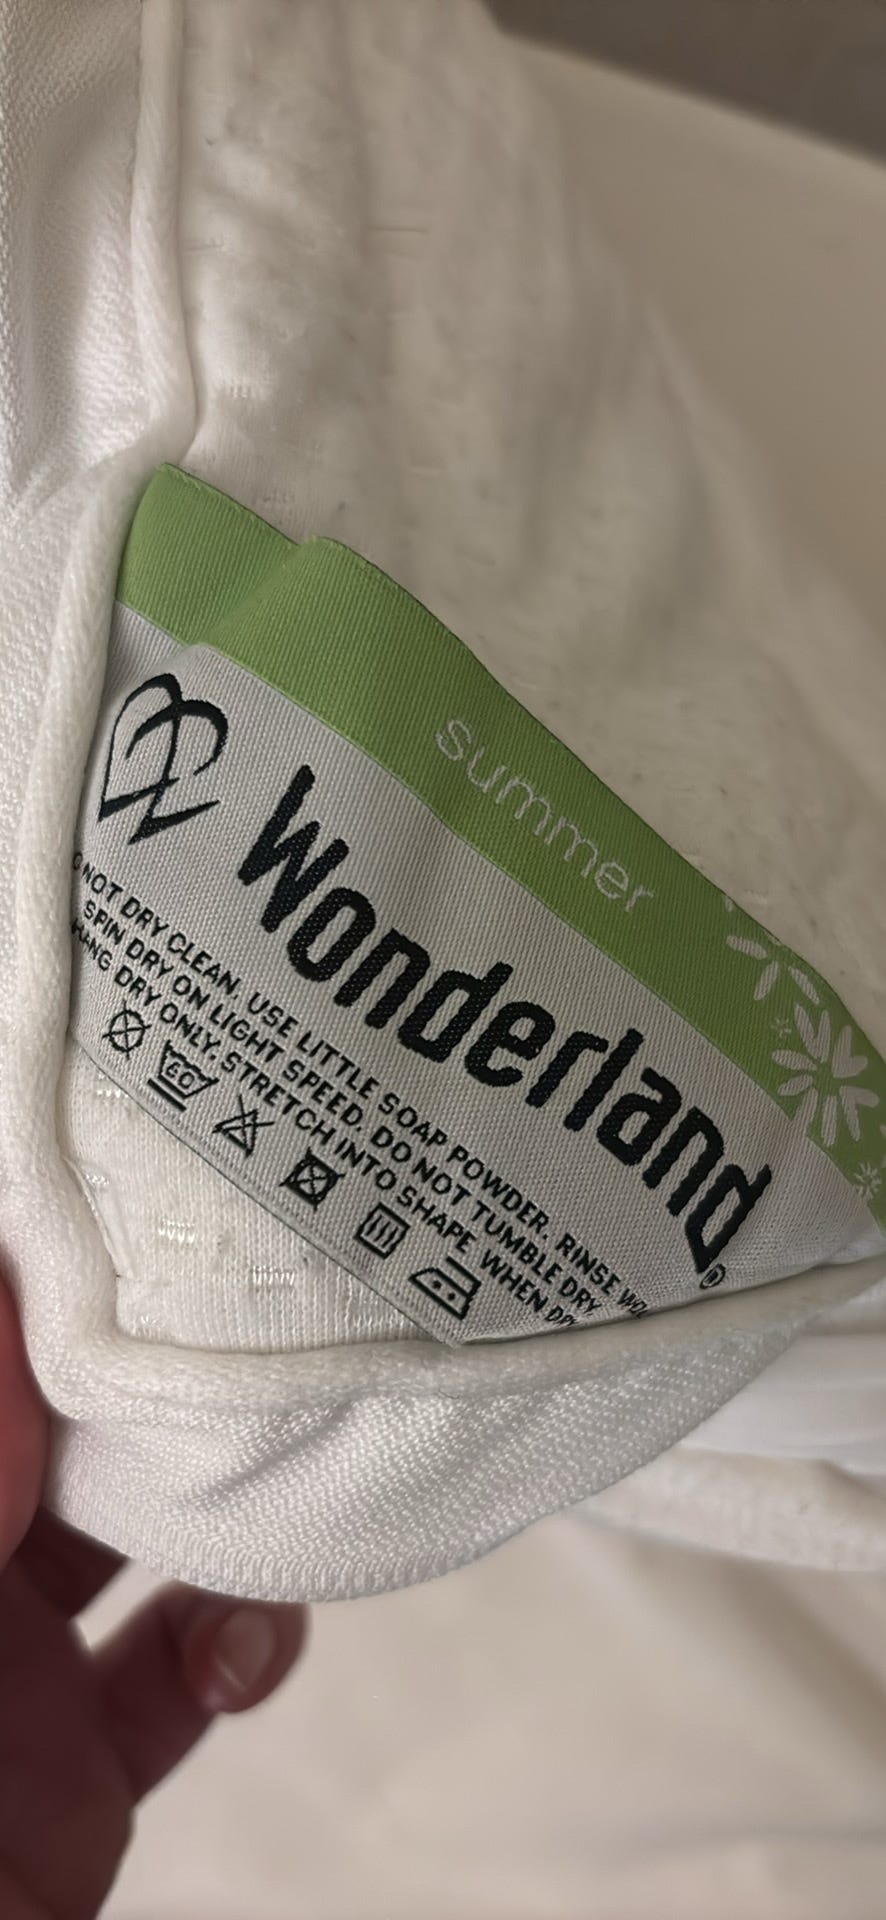 summer
Wonderland®
NOT DRY CLEAN. USE LITTLE SOAP POWDER. RINSE
SPIN DRY ON LIGHT SPEED. DO NOT TUMBLE DRY.
HANG DRY ONLY. STRETCH INTO SHAPE WHEN DRY
60